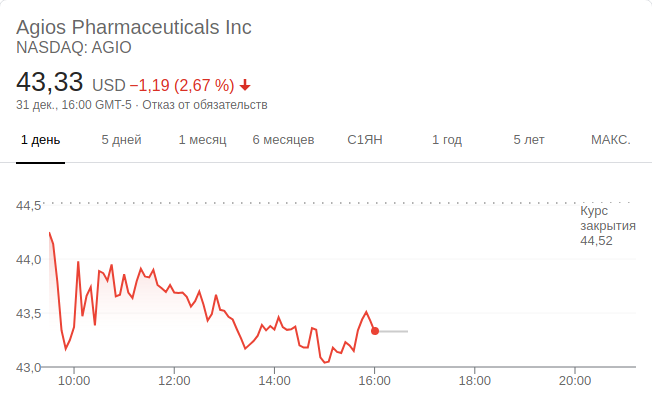 Agios Pharmaceuticals Inc
NASDAQ: AGIO
43,33 USD −1,19 (2,67 %)
31 дек., 16:00 GMT-5 · Отказ от обязательств
1 день 5 дней 1 месяц 6 месяцев С1ЯН 1 год 5 лет МАКС.
44,5
Курс
закрытия
44,52
44,0
43,5
43,0
10:00 12:00 14:00 16:00 18:00 20:00